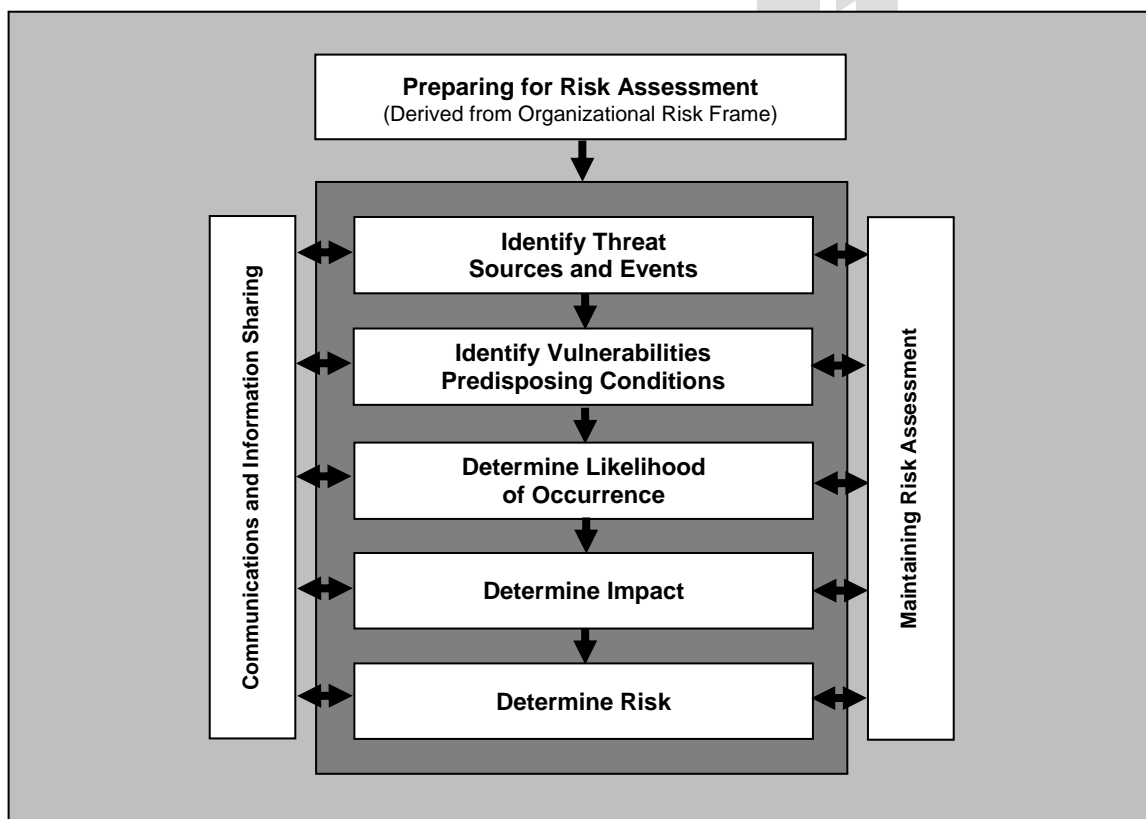 Preparing for Risk Assessment
(Derived from Organizational Risk Frame)
Communications and Information Sharing
Identify Threat
Sources and Events
Identify Vulnerabilities
Predisposing Conditions
Determine Likelihood
of Occurrence
Determine Impact
Determine Risk
Maintaining Risk Assessment